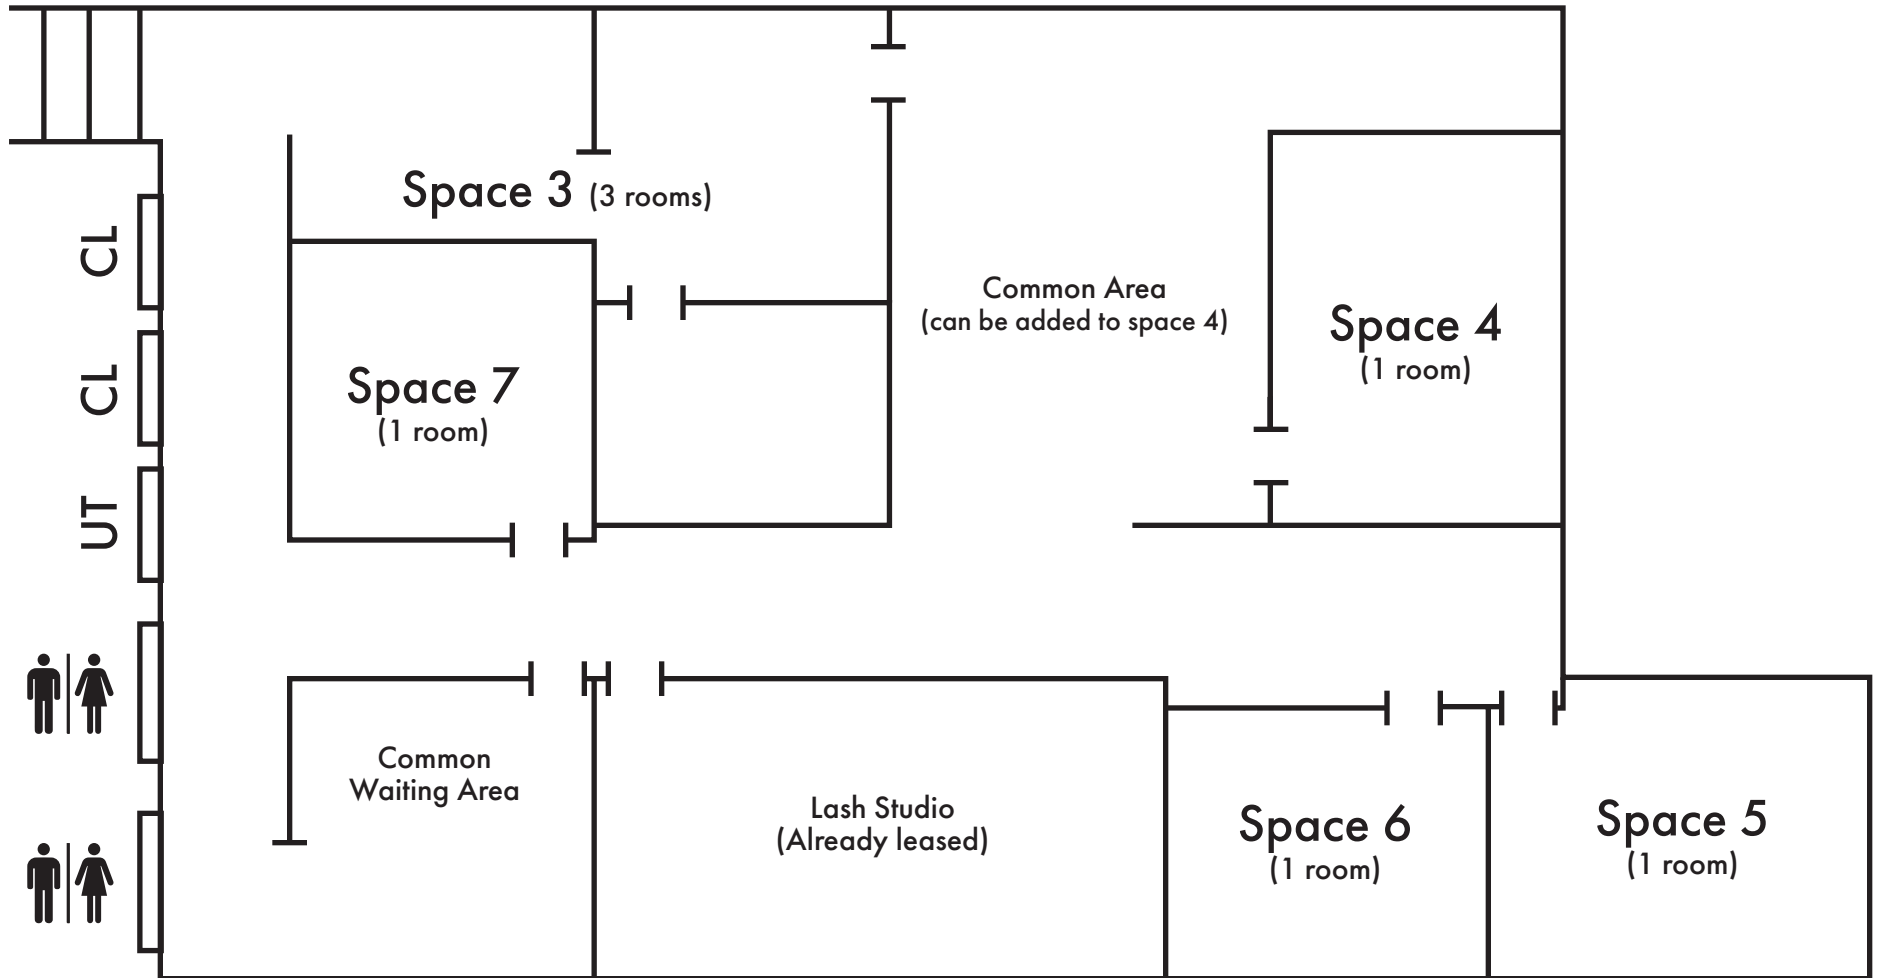 CL
CL
UT
Space 3 (3 rooms)
Space 7
(1 room)
Common Area
(can be added to space 4)
Space 4
(1 room)
Common
Waiting Area
Lash Studio
(Already leased)
Space 6
(1 room)
Space 5
(1 room)